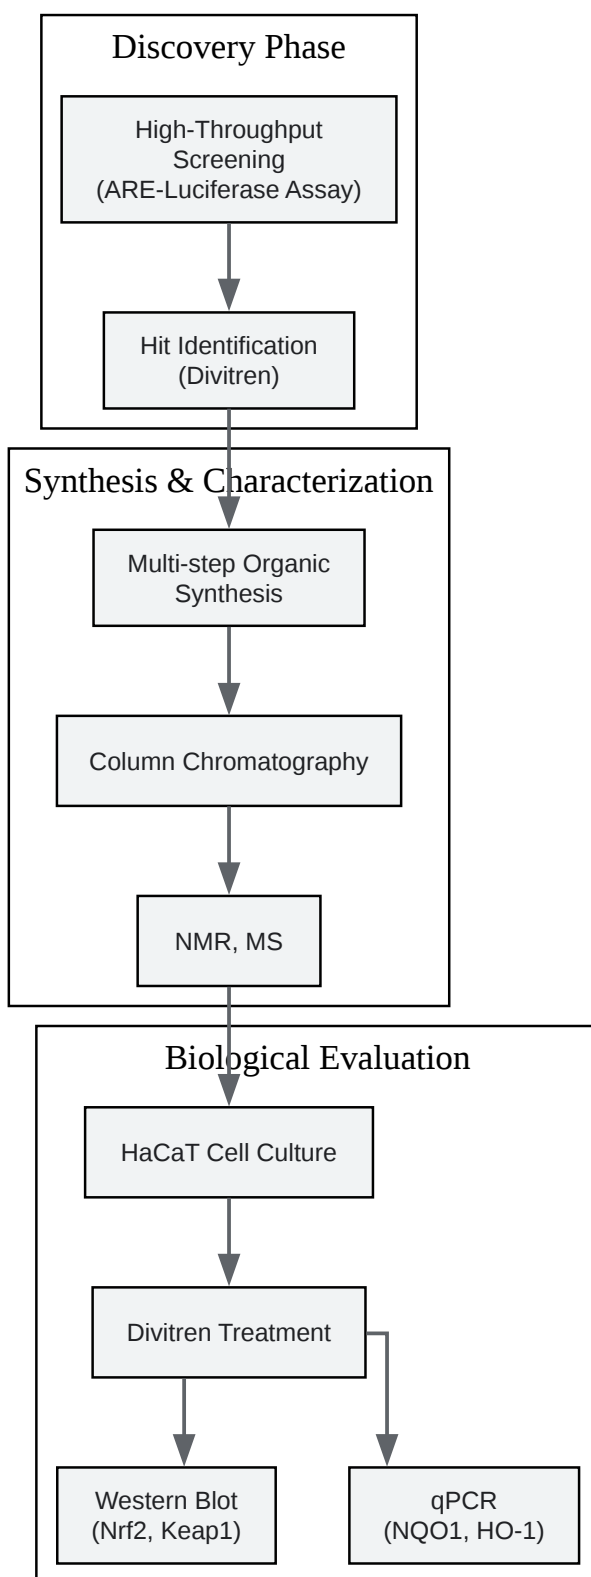 Discovery Phase
High-Throughput
Screening
(ARE-Luciferase Assay)
Hit Identification
(Divitren)
Synthesis & Characterization
Multi-step Organic
Synthesis
Column Chromatography
NMR, MS
Biological Evaluation
HaCaT Cell Culture
Divitren Treatment
Western Blot
(Nrf2, Keap1)
qPCR
(NQO1, HO-1)